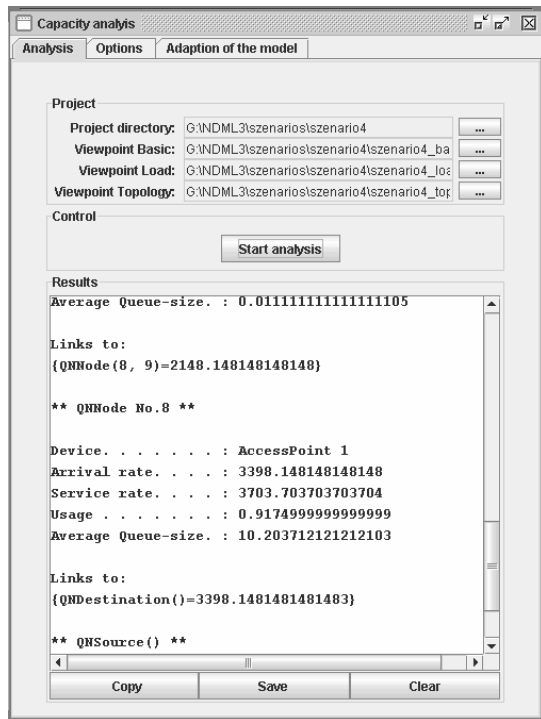 Capacity analyis
Analysis Options Adaption of the model
Project
Project directory: G:\NDML3\szenarios\szenario4 ...
Viewpoint Basic: G:\NDML3\szenarios\szenario4\szenario4_ba ...
Viewpoint Load: G:\NDML3\szenarios\szenario4\szenario4_loa ...
Viewpoint Topology: G:\NDML3\szenarios\szenario4\szenario4_top ...
Control
Start analysis
Results
Average Queue-size. : 0.011111111111111105
Links to:
{QNNode(8, 9)=2148.148148148148}
** QNNode No.8 **
Device. . . . . . . : AccessPoint 1
Arrival rate. . . . : 3398.148148148148
Service rate. . . . : 3703.703703703704
Usage . . . . . . . : 0.9174999999999999
Average Queue-size. : 10.203712121212103
Links to:
{QNDestination()=3398.1481481481483}
** QNSource() **
Copy Save Clear